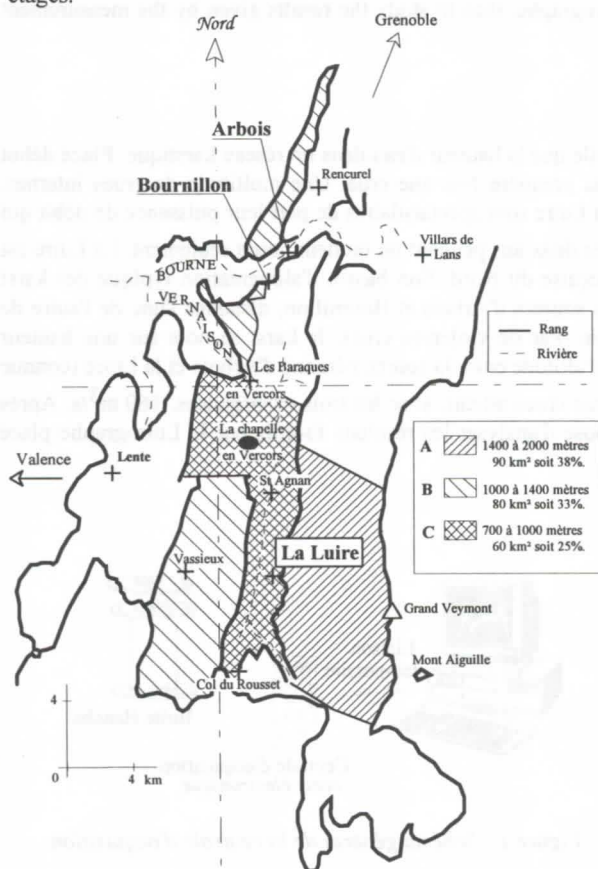 etages.
Nord
Grenoble
Arbois
Bournillon
Rencurel
Villars de
Lans
BOURNE
VERNAISON
Rang
Rivière
Les Baraques
en Vercors
La chapelle
en Vercors
Valence
Lente
St Agnan
A 1400 à 2000 mètres
90 km² soit 38%.
B 1000 à 1400 mètres
80 km² soit 33%.
C 700 à 1000 mètres
60 km² soit 25%.
Vassieux
La Luire
Grand Veymont
Mont Aiguille
Col du Rousset
4
0 4 km